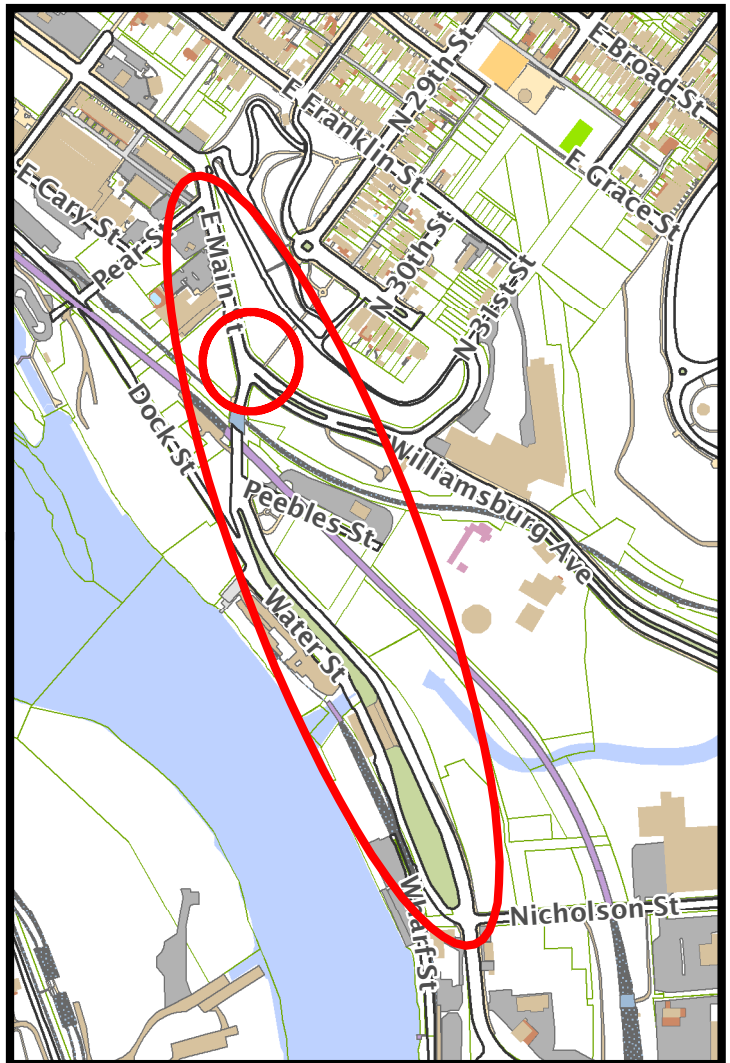 E Broad St
N 29th St
E Franklin St
E Grace St
E Cary St
Pear St
E Main St
N 30th St
N 31st St
Dock St
Williamsburg Ave
Peebles St
Water St
Wharf St
Nicholson St